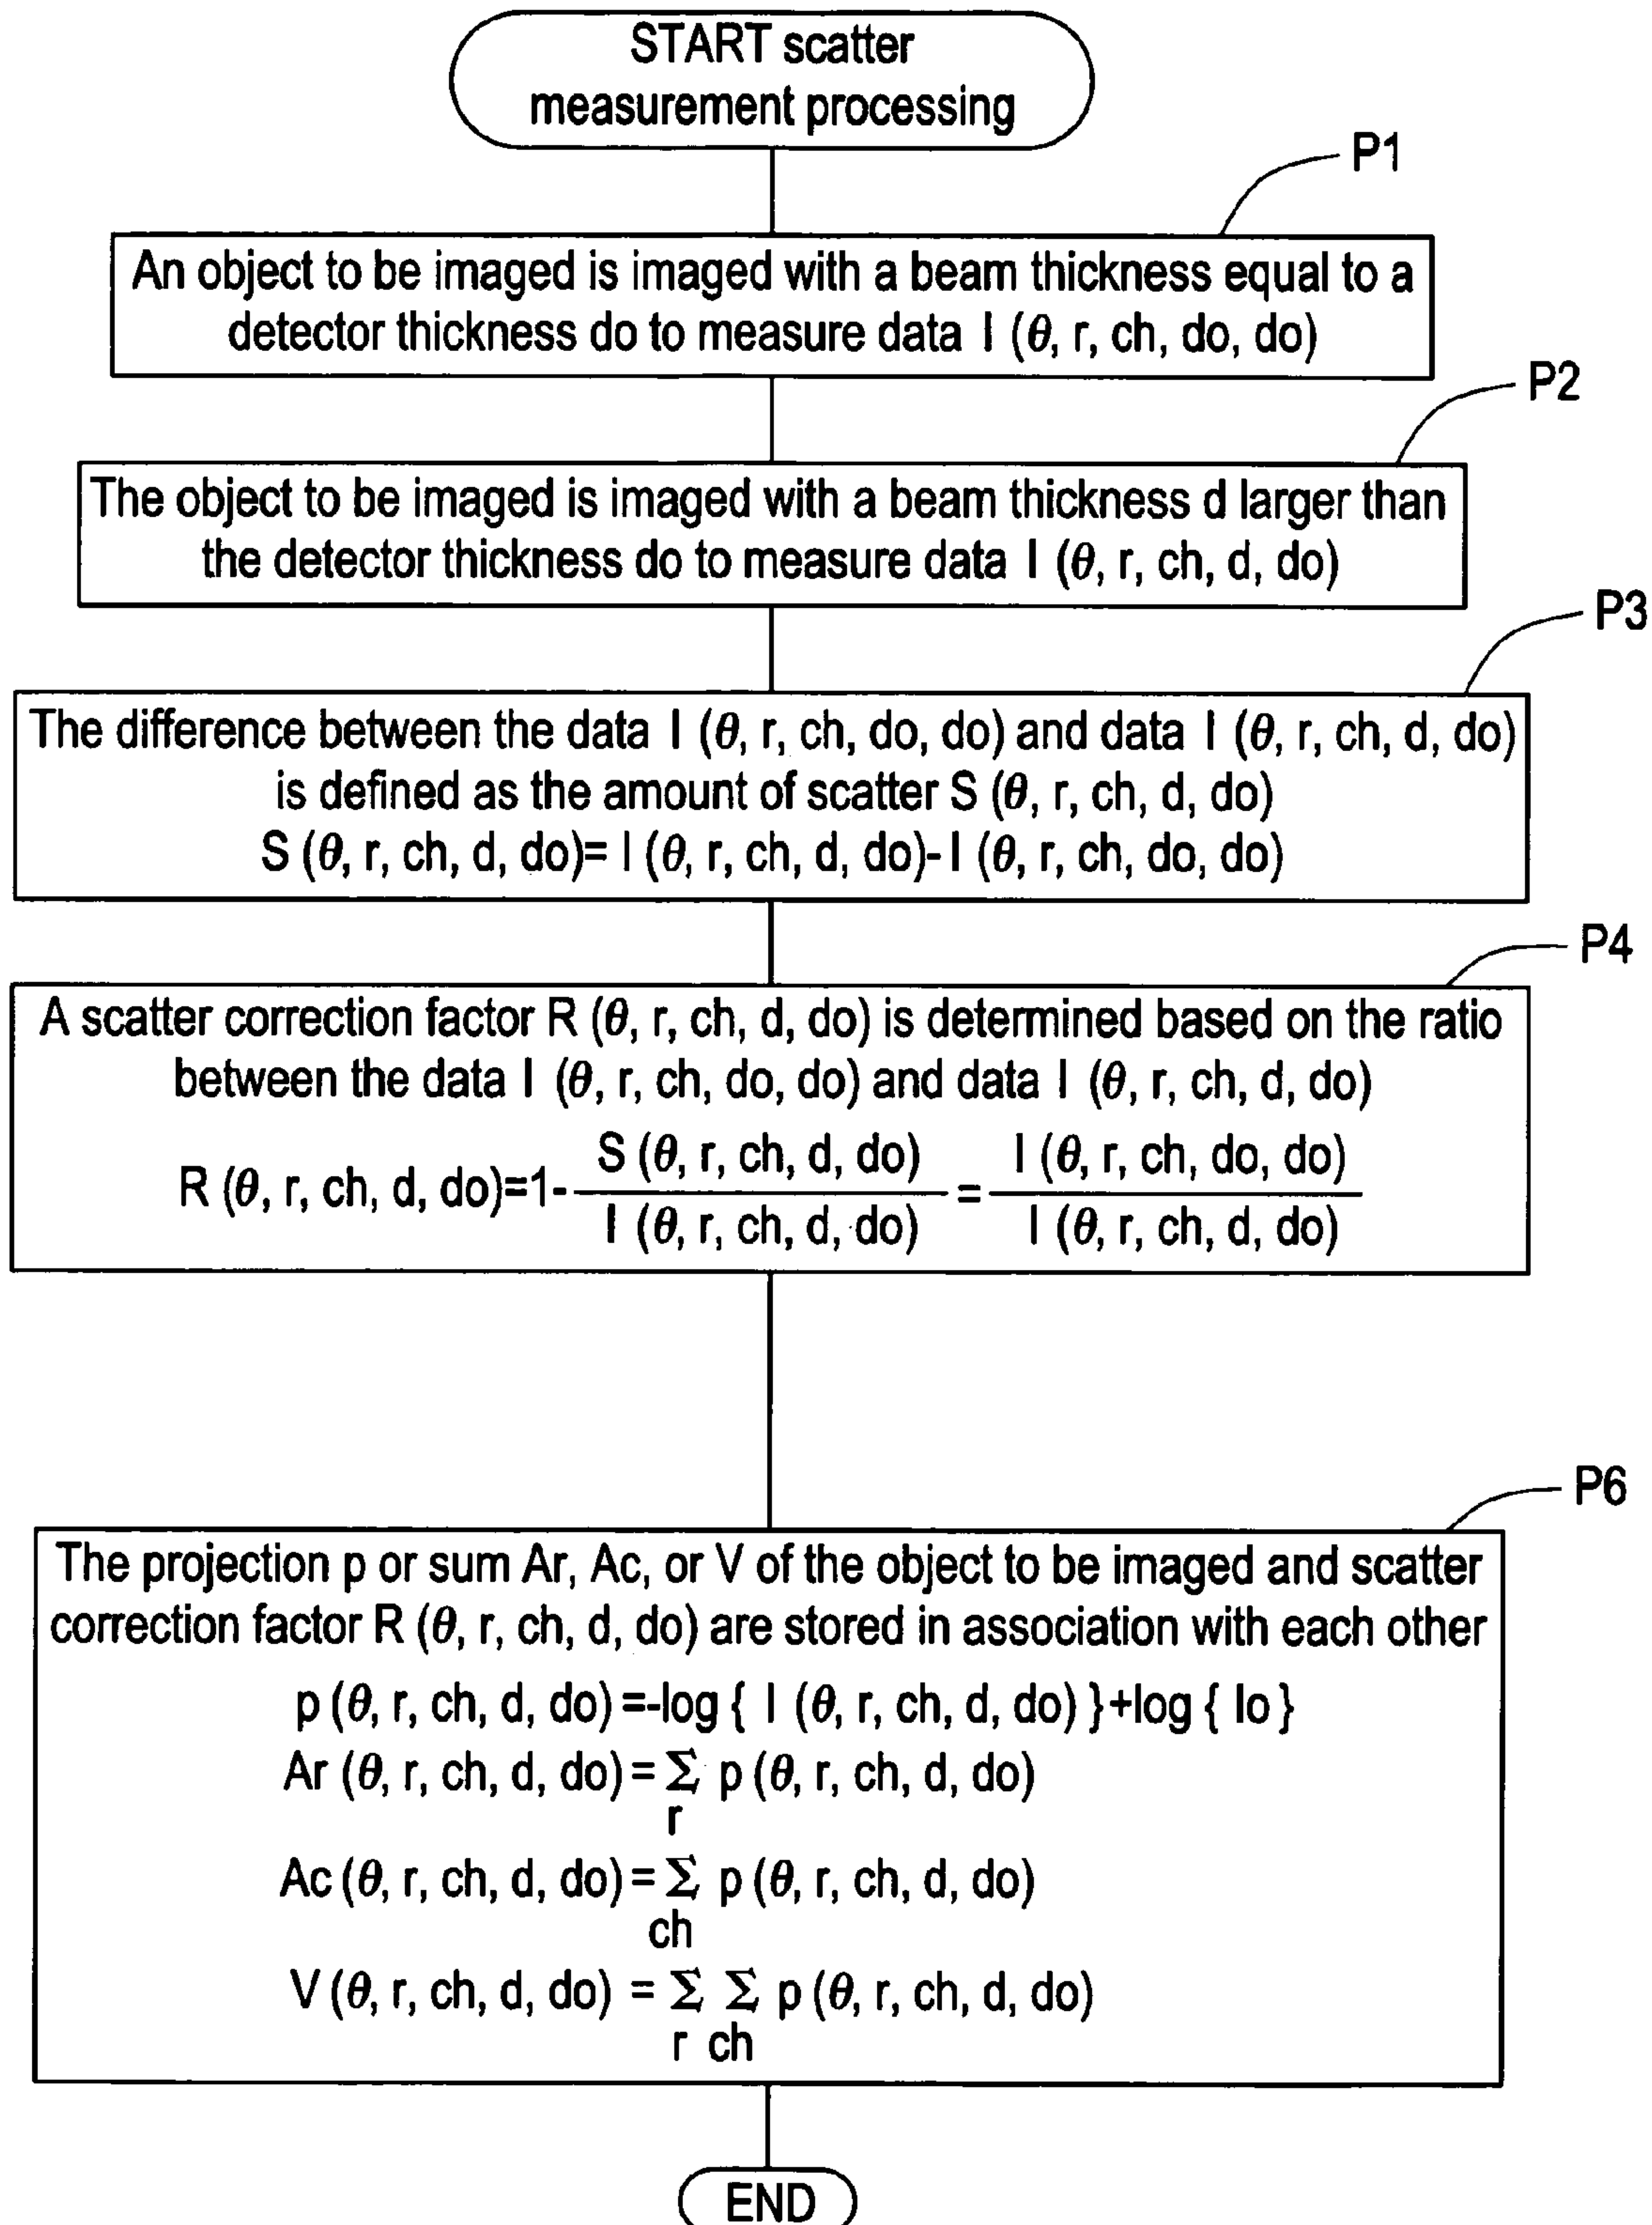 START scatter
measurement processing
P1
An object to be imaged is imaged with a beam thickness equal to a
detector thickness do to measure data I (θ, r, ch, do, do)
P2
The object to be imaged is imaged with a beam thickness d larger than
the detector thickness do to measure data I (θ, r, ch, d, do)
P3
The difference between the data I (θ, r, ch, do, do) and data I (θ, r, ch, d, do)
is defined as the amount of scatter S (θ, r, ch, d, do)
S (θ, r, ch, d, do)= I (θ, r, ch, d, do)-I (θ, r, ch, do, do)
P4
A scatter correction factor R (θ, r, ch, d, do) is determined based on the ratio
between the data I (θ, r, ch, do, do) and data I (θ, r, ch, d, do)
S (θ, r, ch, d, do) I (θ, r, ch, do, do)
R (θ, r, ch, d, do)=1- =
I (θ, r, ch, d, do) I (θ, r, ch, d, do)
P6
The projection p or sum Ar, Ac, or V of the object to be imaged and scatter
correction factor R (θ, r, ch, d, do) are stored in association with each other
p (θ, r, ch, d, do) =-log { I (θ, r, ch, d, do) }+log { Io }
Ar (θ, r, ch, d, do) = Σ p (θ, r, ch, d, do)
r
Ac (θ, r, ch, d, do) = Σ p (θ, r, ch, d, do)
ch
V (θ, r, ch, d, do) = Σ Σ p (θ, r, ch, d, do)
r ch
END